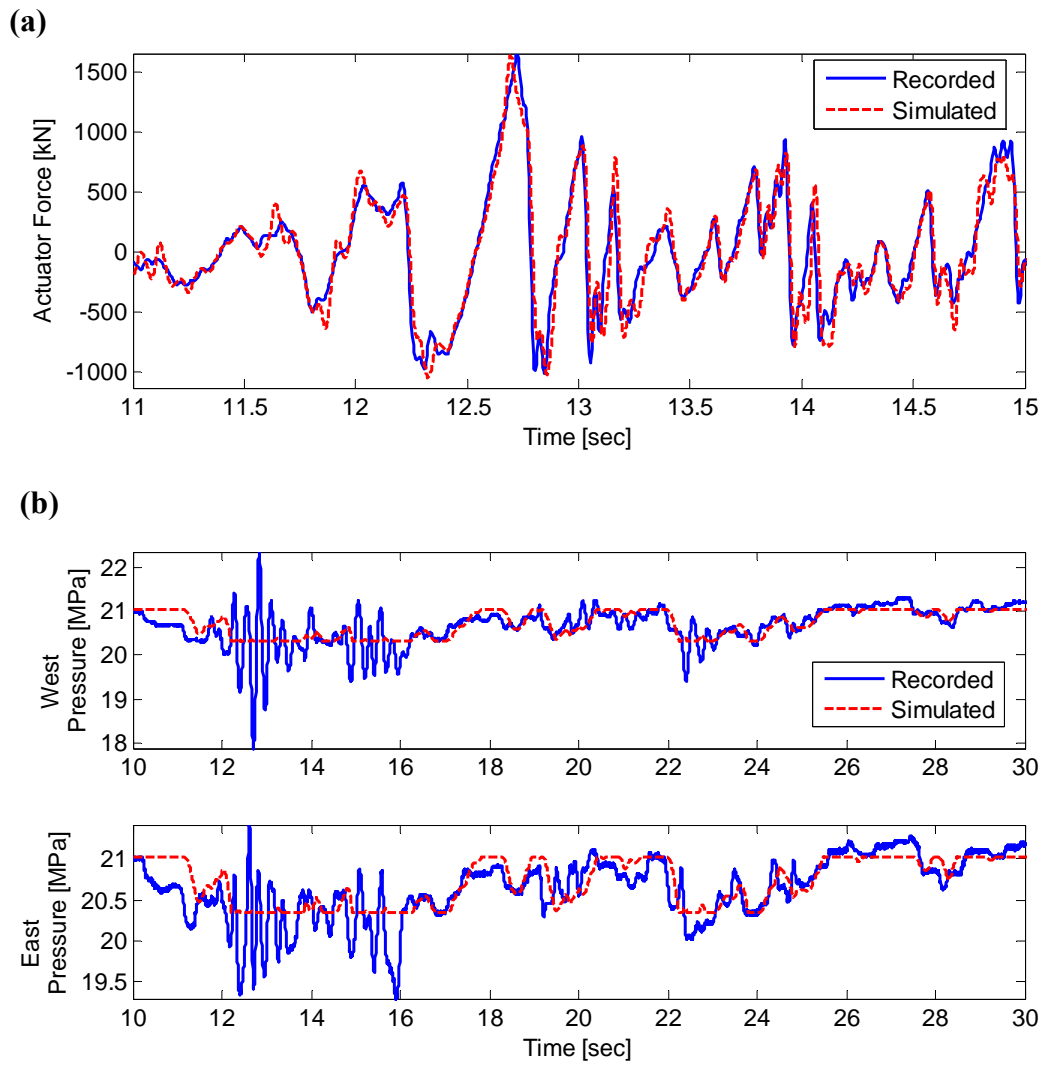 (a)
1500
1000
500
0
-500
-1000
Actuator Force [kN]
Recorded
Simulated
11 11.5 12 12.5 13 13.5 14 14.5 15
Time [sec]
(b)
22
21
20
19
18
West
Pressure [MPa]
Recorded
Simulated
10 12 14 16 18 20 22 24 26 28 30
21
20.5
20
19.5
East
Pressure [MPa]
10 12 14 16 18 20 22 24 26 28 30
Time [sec]